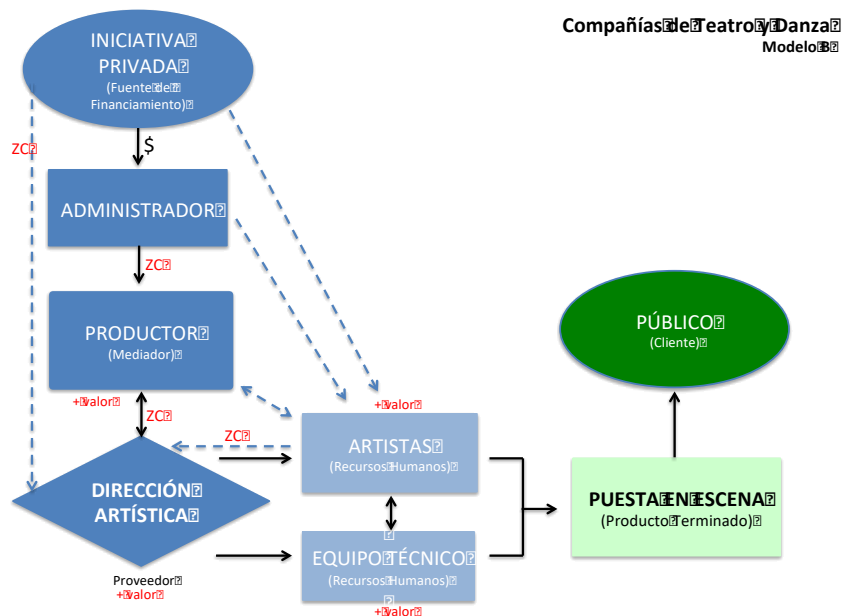 Compañías de Teatro y Danza
Modelo B
INICIATIVA
PRIVADA
(Fuente de
Financiamiento)
$
ZC
ADMINISTRADOR
ZC
PRODUCTOR
(Mediador)
+ valor
ZC
PÚBLICO
(Cliente)
+ valor
ZC
ARTISTAS
(Recursos Humanos)
DIRECCIÓN
ARTÍSTICA
PUESTA EN ESCENA
(Producto Terminado)
EQUIPO TÉCNICO
(Recursos Humanos)
Proveedor
+ valor
+ valor